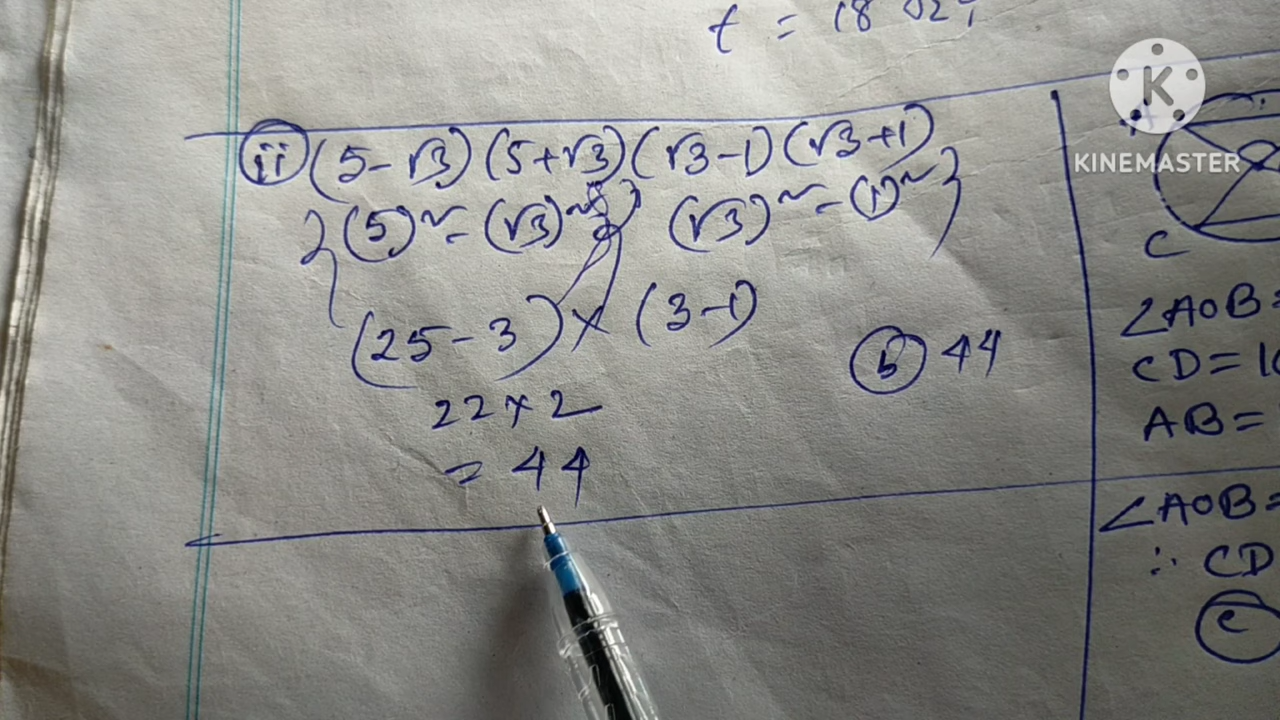 t = 18
(ii) (5-√3) (5+√3) (√3-1) (√3+1)
{(5)² - (√3)²} {(√3)² - (1)²}
(25-3) × (3-1)
22 × 2
= 44
(b) 44
K
KINEMASTER
A
C
∠AOB =
CD = 10
AB =
∠AOB =
∴ CD
(c)